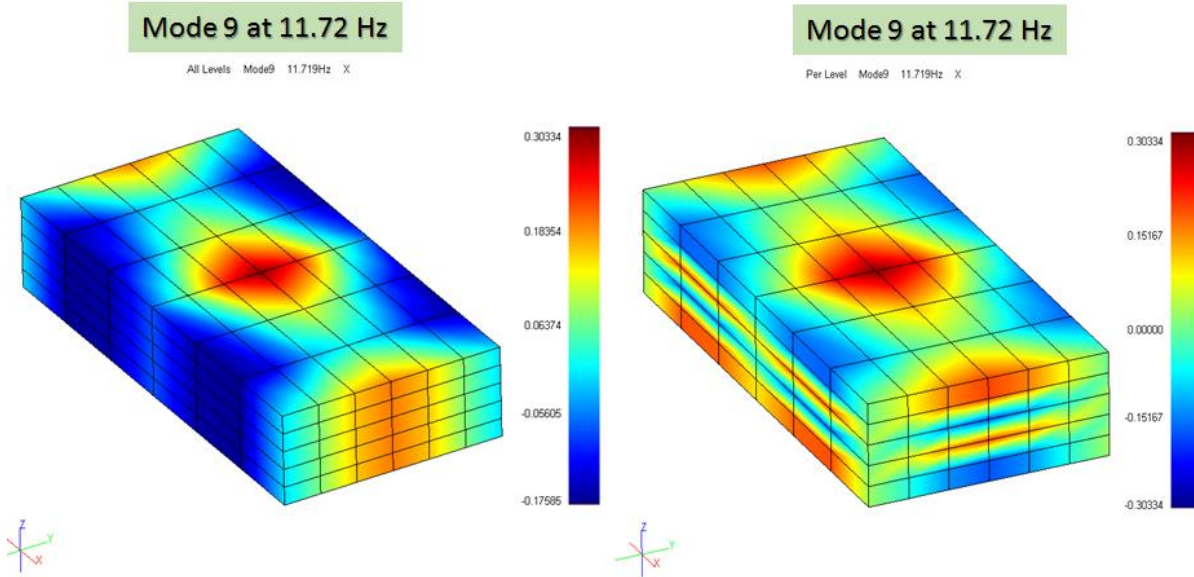 Mode 9 at 11.72 Hz
All Levels Mode9 11.719Hz X
0.30334
0.18354
0.06374
-0.05605
-0.17585
Z
Y
X
Mode 9 at 11.72 Hz
Per Level Mode9 11.719Hz X
0.30334
0.15167
0.00000
-0.15167
-0.30334
Z
Y
X